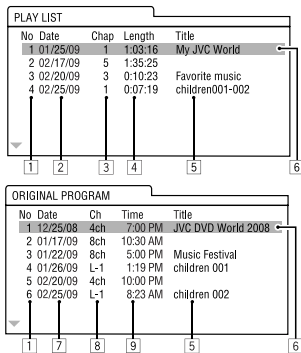 PLAY LIST
No Date Chap Length Title
1 01/25/09 1 1:03:16 My JVC World
2 02/17/09 5 1:35:25
3 02/20/09 3 0:10:23 Favorite music
4 02/25/09 1 0:07:19 children001-002
1 2 3 4 5 6
ORIGINAL PROGRAM
No Date Ch Time Title
1 12/25/08 4ch 7:00 PM JVC DVD World 2008
2 01/17/09 8ch 10:30 AM
3 01/22/09 8ch 5:00 PM Music Festival
4 01/26/09 L-1 1:19 PM children 001
5 02/20/09 4ch 10:00 PM
6 02/25/09 L-1 8:23 AM children 002
1 7 8 9 5 6